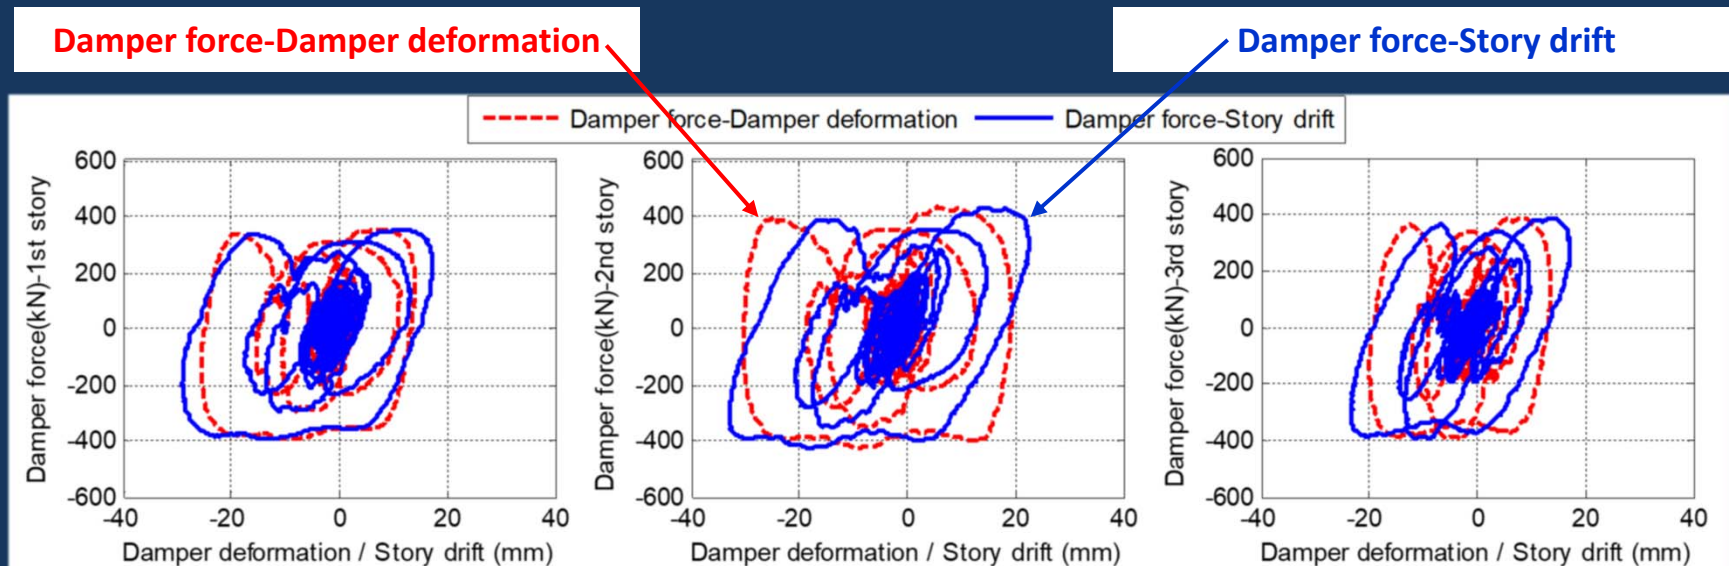 Damper force-Damper deformation
Damper force-Story drift
Damper force-Damper deformation Damper force-Story drift
Damper force(kN)-1st story
600
400
200
0
-200
-400
-600
-40 -20 0 20 40
Damper deformation / Story drift (mm)
Damper force(kN)-2nd story
600
400
200
0
-200
-400
-600
-40 -20 0 20 40
Damper deformation / Story drift (mm)
Damper force(kN)-3rd story
600
400
200
0
-200
-400
-600
-40 -20 0 20 40
Damper deformation / Story drift (mm)